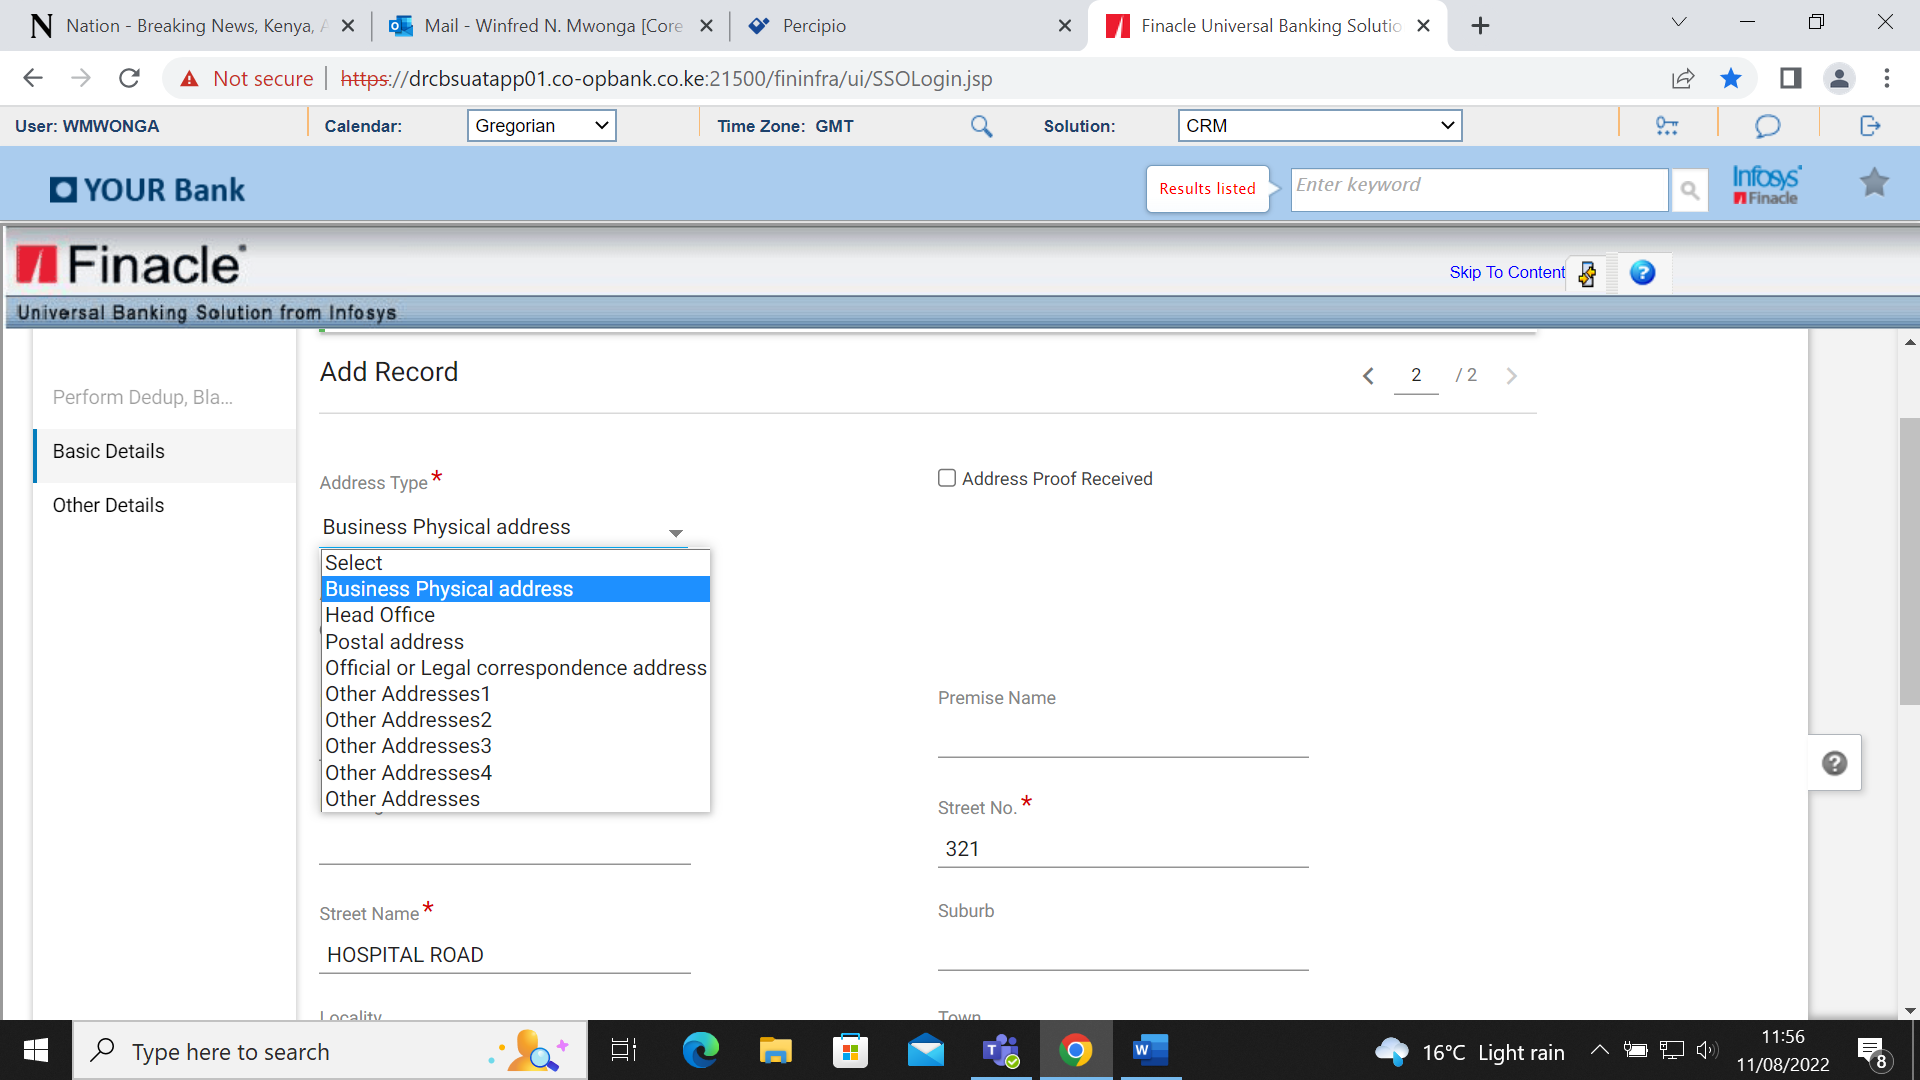 Nation - Breaking News, Kenya, A
Mail - Winfred N. Mwonga [Core
Percipio
Finacle Universal Banking Solutio
Not secure
https://drcbsuatapp01.co-opbank.co.ke:21500/fininfra/ui/SSOLogin.jsp
User: WMWONGA
Calendar:
Gregorian
Time Zone: GMT
Solution:
CRM
YOUR Bank
Results listed
Enter keyword
Infosys
Finacle
Finacle
Skip To Content
Universal Banking Solution from Infosys
Add Record
2 / 2
Perform Dedup, Bla...
Basic Details
Other Details
Address Type*
Address Proof Received
Business Physical address
Select
Business Physical address
Head Office
Postal address
Official or Legal correspondence address
Other Addresses1
Other Addresses2
Other Addresses3
Other Addresses4
Other Addresses
Premise Name
Street No.*
321
Street Name*
HOSPITAL ROAD
Suburb
Locality
Town
Type here to search
16°C Light rain
11:56
11/08/2022
8